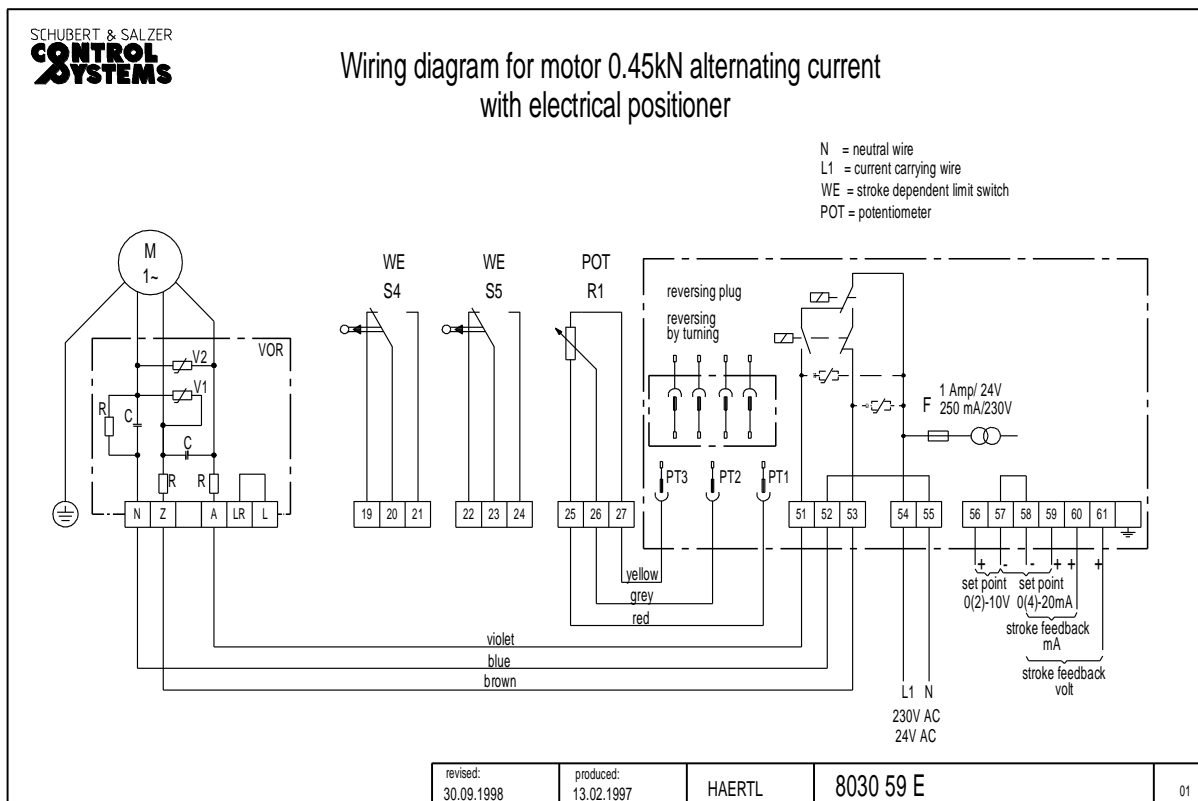 SCHUBERT & SALZER
CONTROL
SYSTEMS
Wiring diagram for motor 0.45kN alternating current
with electrical positioner
N = neutral wire
L1 = current carrying wire
WE = stroke dependent limit switch
POT = potentiometer
M
1~
WE
S4
WE
S5
POT
R1
reversing plug
reversing
by turning
VOR
V2
V1
R
C
C
R
R
F
1 Amp/ 24V
250 mA/230V
PT3
PT2
PT1
N Z A LR L
19 20 21
22 23 24
25 26 27
51 52 53
54 55
56 57 58 59 60 61
+ - - + + +
set point
0(2)-10V
set point
0(4)-20mA
stroke feedback
mA
stroke feedback
volt
yellow
grey
red
violet
blue
brown
L1 N
230V AC
24V AC
revised:
30.09.1998
produced:
13.02.1997
HAERTL
8030 59 E
01